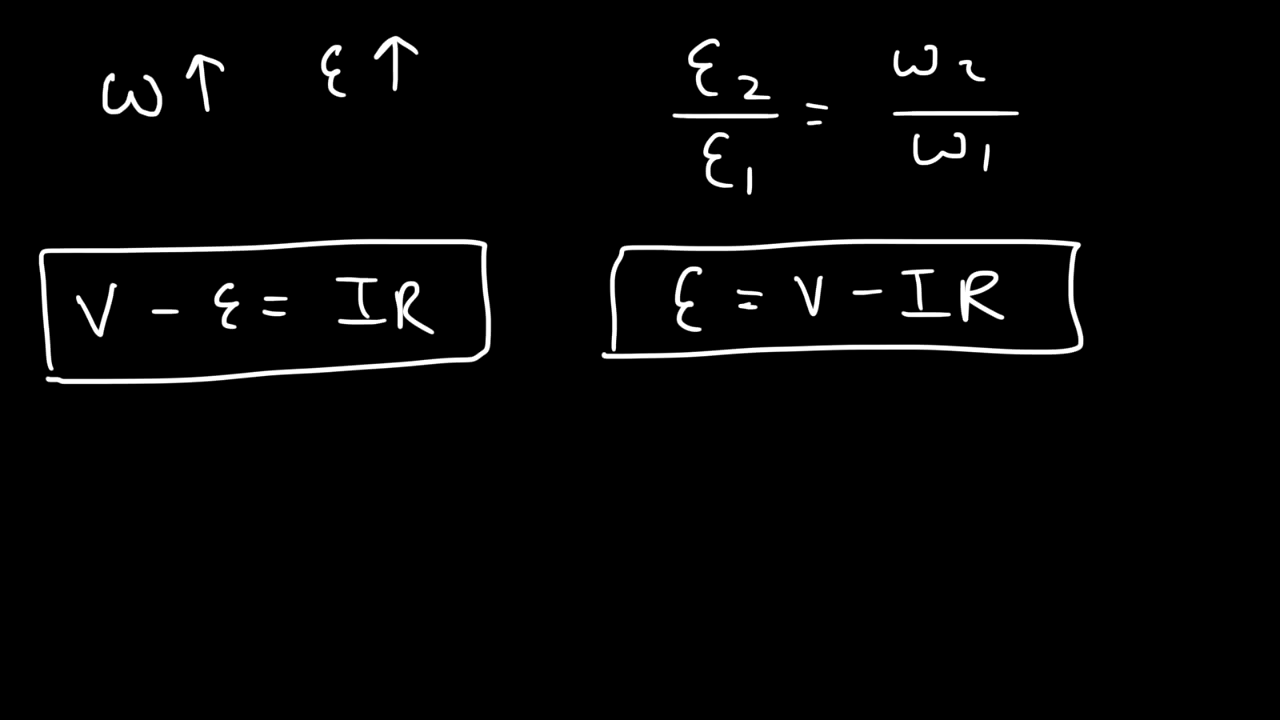 ω↑ ε↑ ε₂/ε₁ = ω₂/ω₁
V - ε = IR ε = V - IR